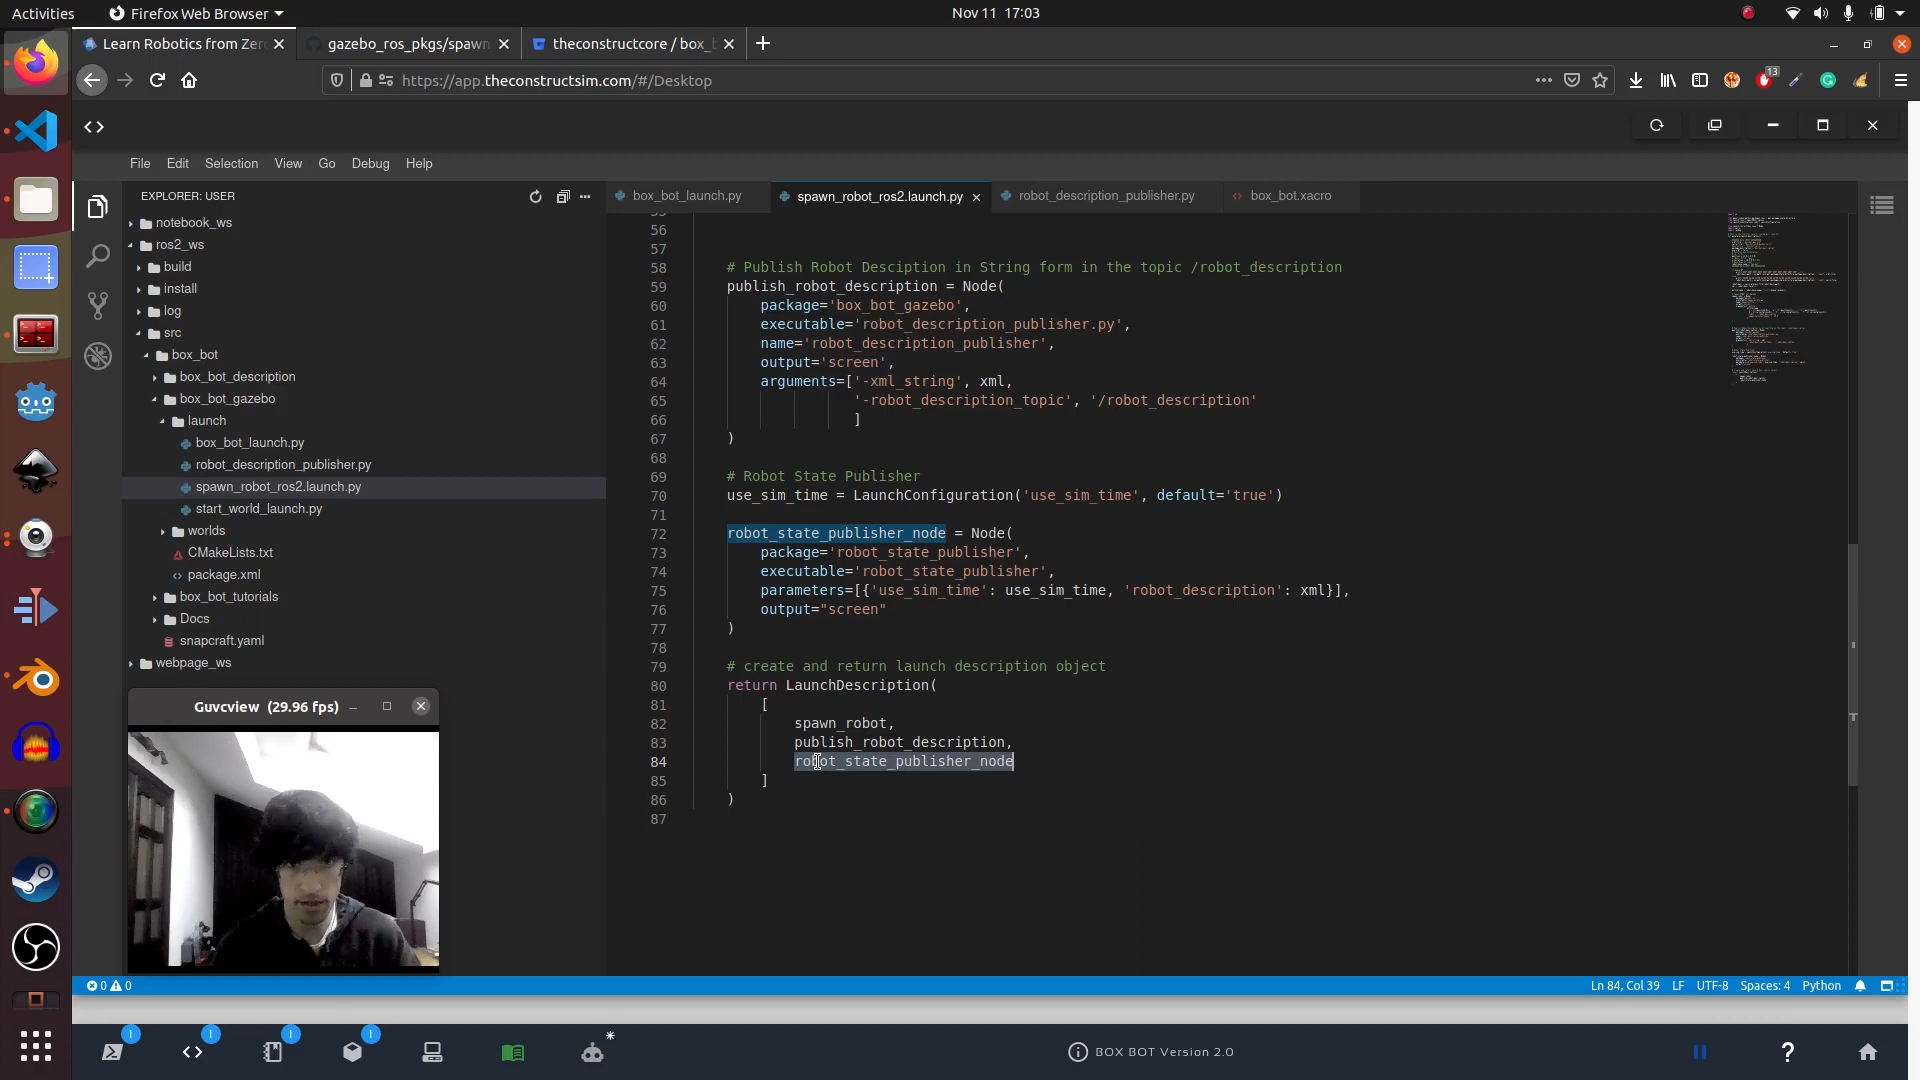 Activities
Firefox Web Browser
Nov 11 17:03
Learn Robotics from Zer
gazebo_ros_pkgs/spawn
theconstructcore / box_b
https://app.theconstructsim.com/#/Desktop
13
File Edit Selection View Go Debug Help
EXPLORER: USER
box_bot_launch.py
spawn_robot_ros2.launch.py
robot_description_publisher.py
box_bot.xacro
notebook_ws
ros2_ws
build
install
log
src
box_bot
box_bot_description
box_bot_gazebo
launch
box_bot_launch.py
robot_description_publisher.py
spawn_robot_ros2.launch.py
start_world_launch.py
worlds
CMakeLists.txt
package.xml
box_bot_tutorials
Docs
snapcraft.yaml
webpage_ws
56
57
58 # Publish Robot Desciption in String form in the topic /robot_description
59 publish_robot_description = Node(
60 package='box_bot_gazebo',
61 executable='robot_description_publisher.py',
62 name='robot_description_publisher',
63 output='screen',
64 arguments=['-xml_string', xml,
65 '-robot_description_topic', '/robot_description'
66 ]
67 )
68
69 # Robot State Publisher
70 use_sim_time = LaunchConfiguration('use_sim_time', default='true')
71
72 robot_state_publisher_node = Node(
73 package='robot_state_publisher',
74 executable='robot_state_publisher',
75 parameters=[{'use_sim_time': use_sim_time, 'robot_description': xml}],
76 output="screen"
77 )
78
79 # create and return launch description object
80 return LaunchDescription(
81 [
82 spawn_robot,
83 publish_robot_description,
84 robot_state_publisher_node
85 ]
86 )
87
Guvcview (29.96 fps)
0 0
Ln 84, Col 39 LF UTF-8 Spaces: 4 Python
1 1 1 1
BOX BOT Version 2.0